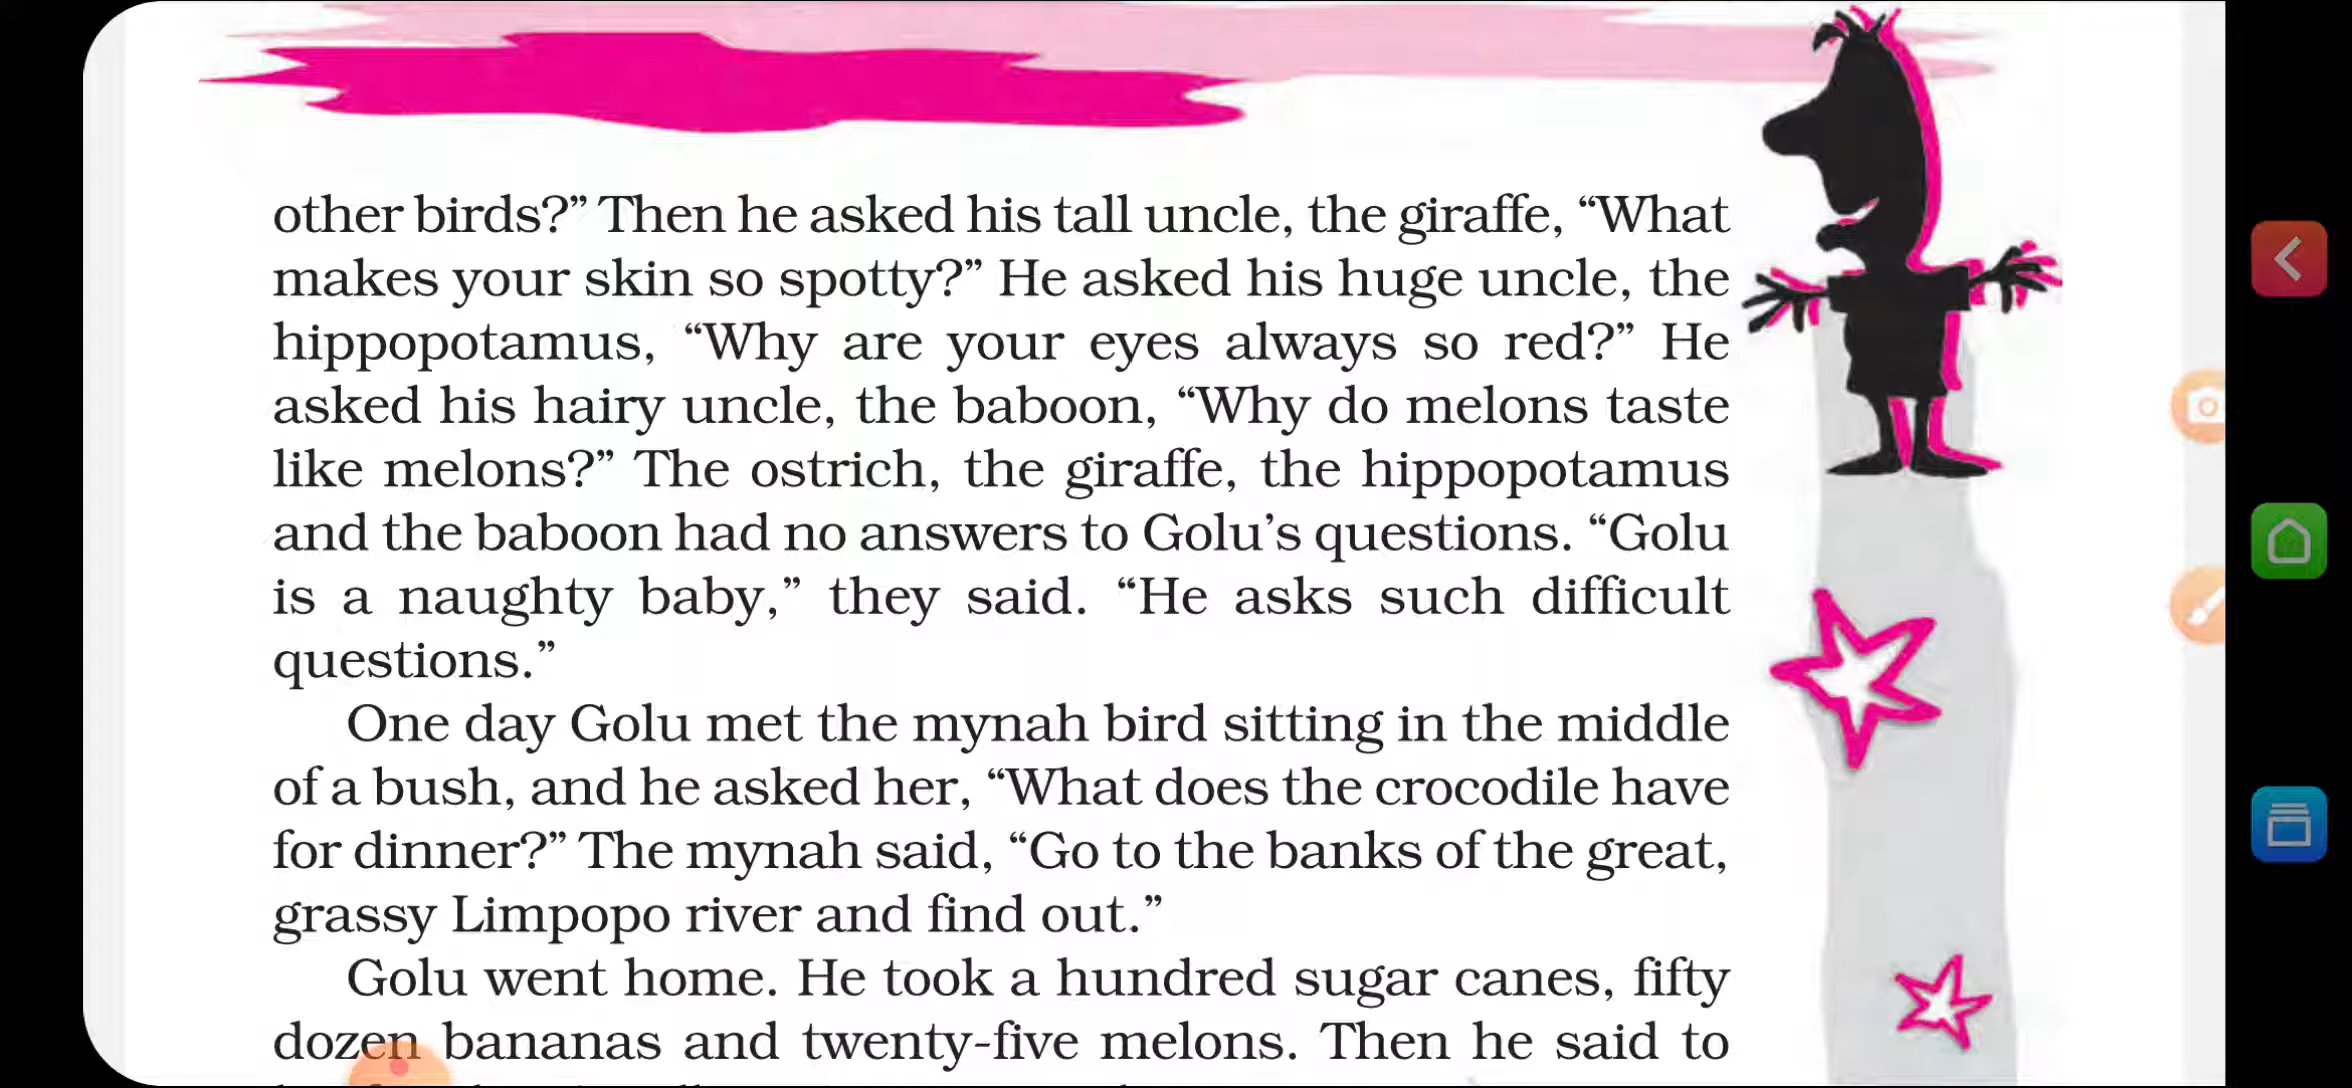 other birds?” Then he asked his tall uncle, the giraffe, “What
makes your skin so spotty?” He asked his huge uncle, the
hippopotamus, “Why are your eyes always so red?” He
asked his hairy uncle, the baboon, “Why do melons taste
like melons?” The ostrich, the giraffe, the hippopotamus
and the baboon had no answers to Golu’s questions. “Golu
is a naughty baby,” they said. “He asks such difficult
questions.”
One day Golu met the mynah bird sitting in the middle
of a bush, and he asked her, “What does the crocodile have
for dinner?” The mynah said, “Go to the banks of the great,
grassy Limpopo river and find out.”
Golu went home. He took a hundred sugar canes, fifty
dozen bananas and twenty-five melons. Then he said to